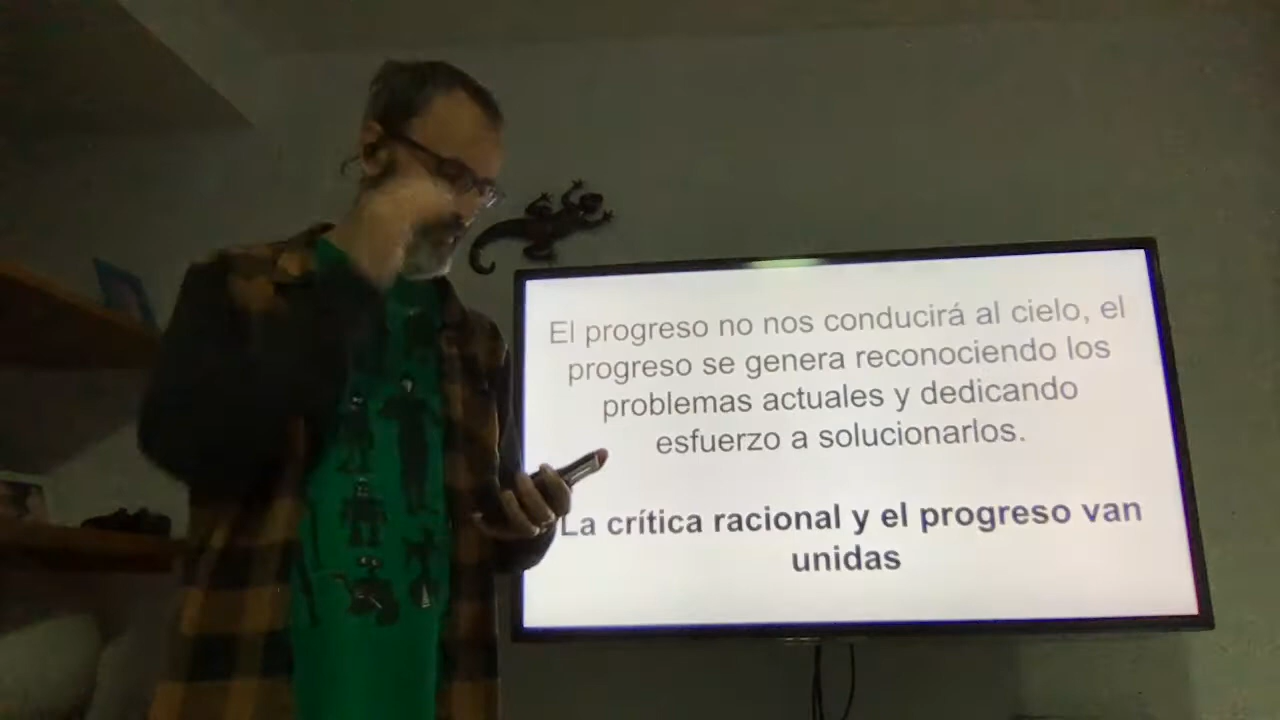 El progreso no nos conducirá al cielo, el
progreso se genera reconociendo los
problemas actuales y dedicando
esfuerzo a solucionarlos.
La crítica racional y el progreso van
unidas